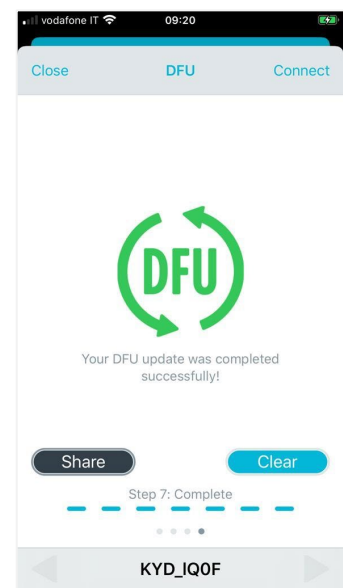 vodafone IT 09:20
Close DFU Connect
DFU
Your DFU update was completed
successfully!
Share Clear
Step 7: Complete
KYD_IQ0F